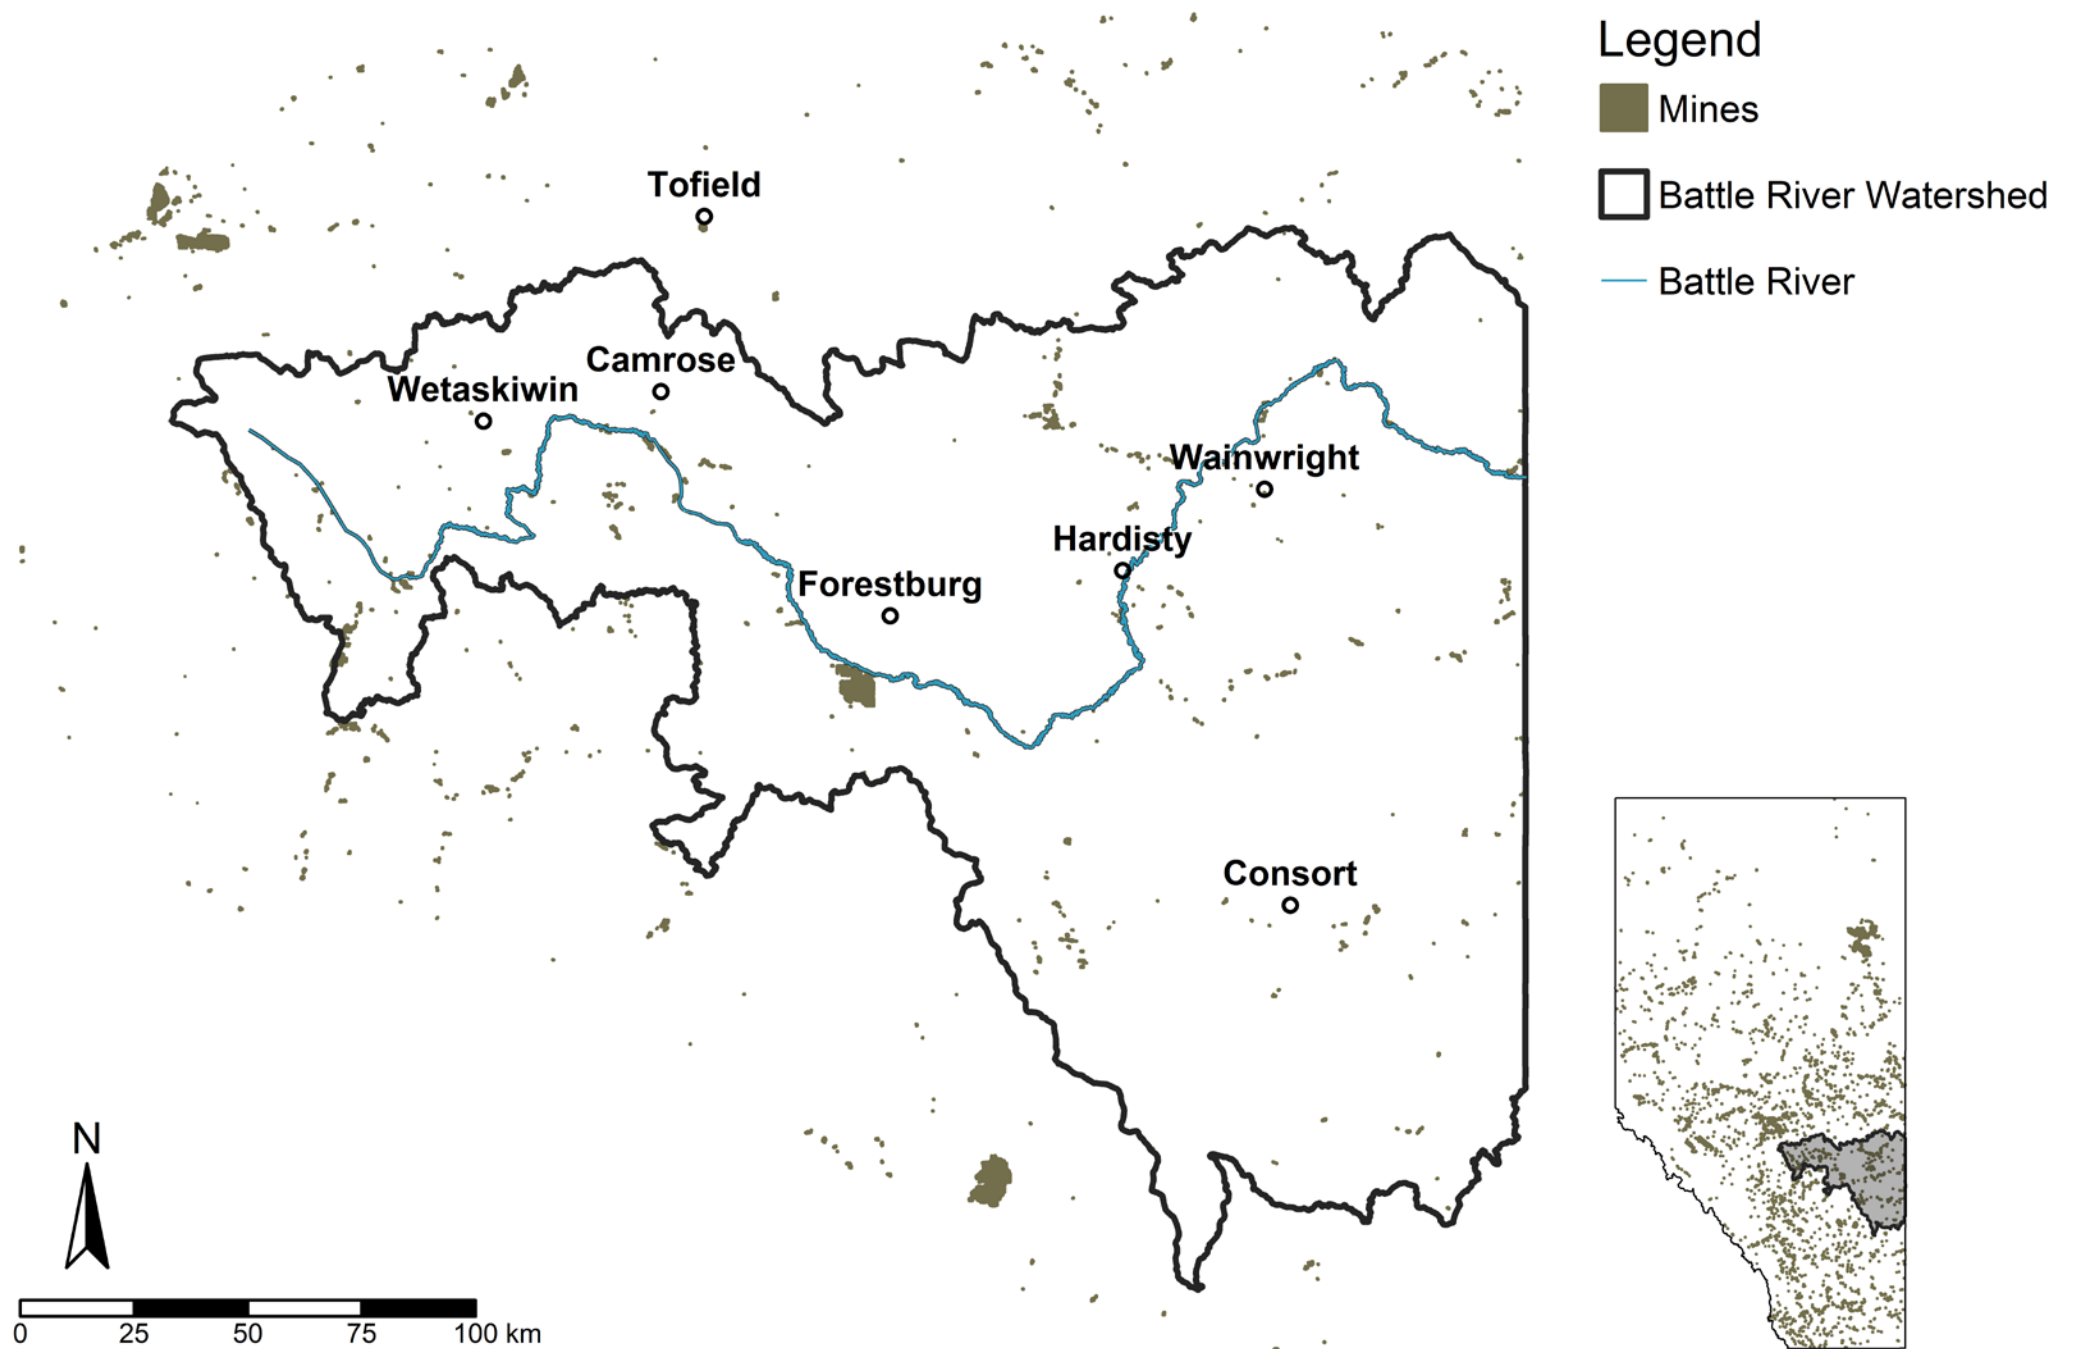 Legend
Mines
Battle River Watershed
Battle River
Tofield
Camrose
Wetaskiwin
Wainwright
Hardisty
Forestburg
Consort
N
0 25 50 75 100 km